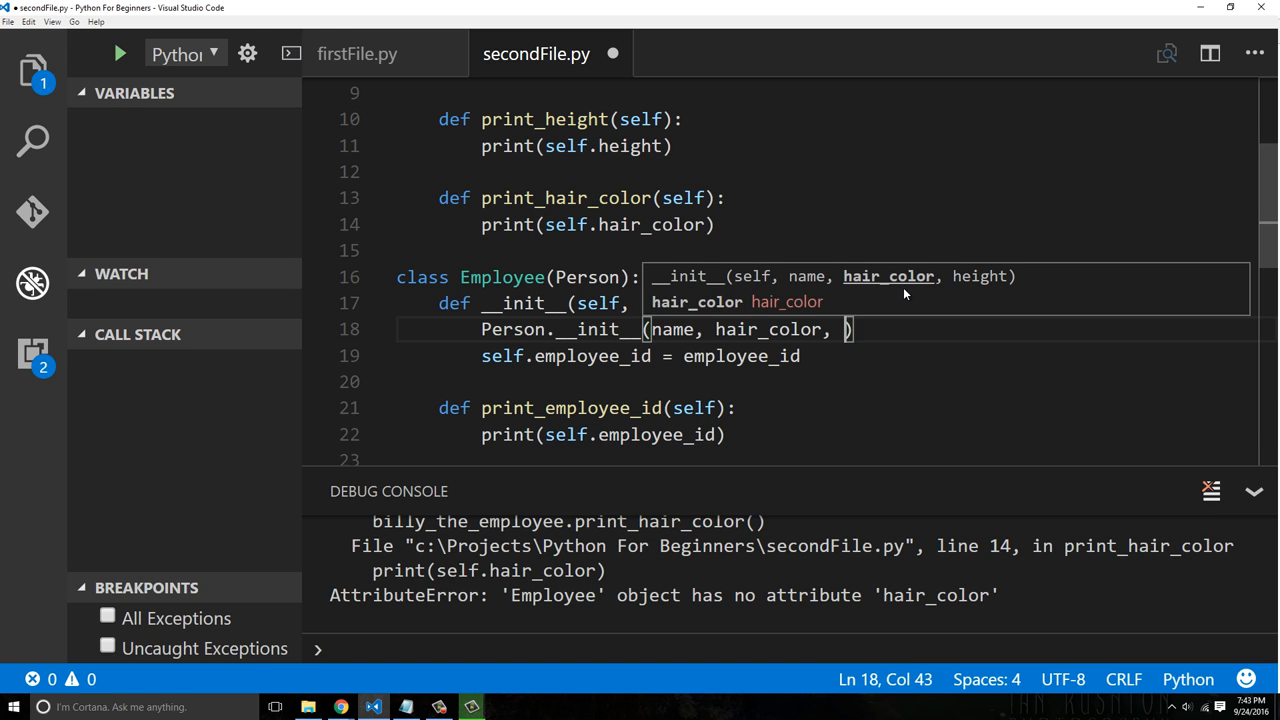 ● secondFile.py - Python For Beginners - Visual Studio Code
File Edit View Go Help
Pythor
firstFile.py
secondFile.py
VARIABLES
WATCH
CALL STACK
BREAKPOINTS
All Exceptions
Uncaught Exceptions
1
2
9
10 def print_height(self):
11 print(self.height)
12
13 def print_hair_color(self):
14 print(self.hair_color)
15
16 class Employee(Person):
17 def __init__(self,
18 Person.__init__(name, hair_color, )
19 self.employee_id = employee_id
20
21 def print_employee_id(self):
22 print(self.employee_id)
23
__init__(self, name, hair_color, height)
hair_color hair_color
DEBUG CONSOLE
billy_the_employee.print_hair_color()
File "c:\Projects\Python For Beginners\secondFile.py", line 14, in print_hair_color
print(self.hair_color)
AttributeError: 'Employee' object has no attribute 'hair_color'
0 0
Ln 18, Col 43 Spaces: 4 UTF-8 CRLF Python
I'm Cortana. Ask me anything.
7:43 PM
9/24/2016